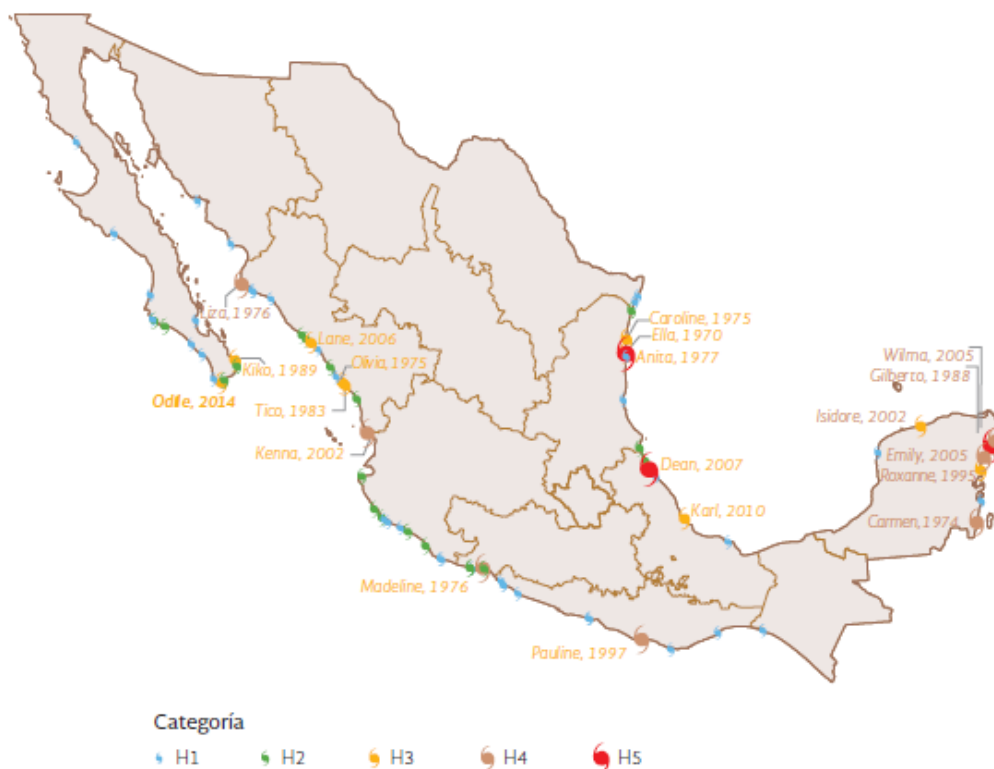 Caroline, 1975
Ella, 1970
Anita, 1977
Liza, 1976
Lane, 2006
Olivia, 1975
Kiko, 1989
Odile, 2014
Tico, 1983
Kenna, 2002
Wilma, 2005
Gilberto, 1988
Isidore, 2002
Emily, 2005
Roxanne, 1995
Dean, 2007
Karl, 2010
Carmen, 1974
Madeline, 1976
Pauline, 1997
Categoría
H1 H2 H3 H4 H5